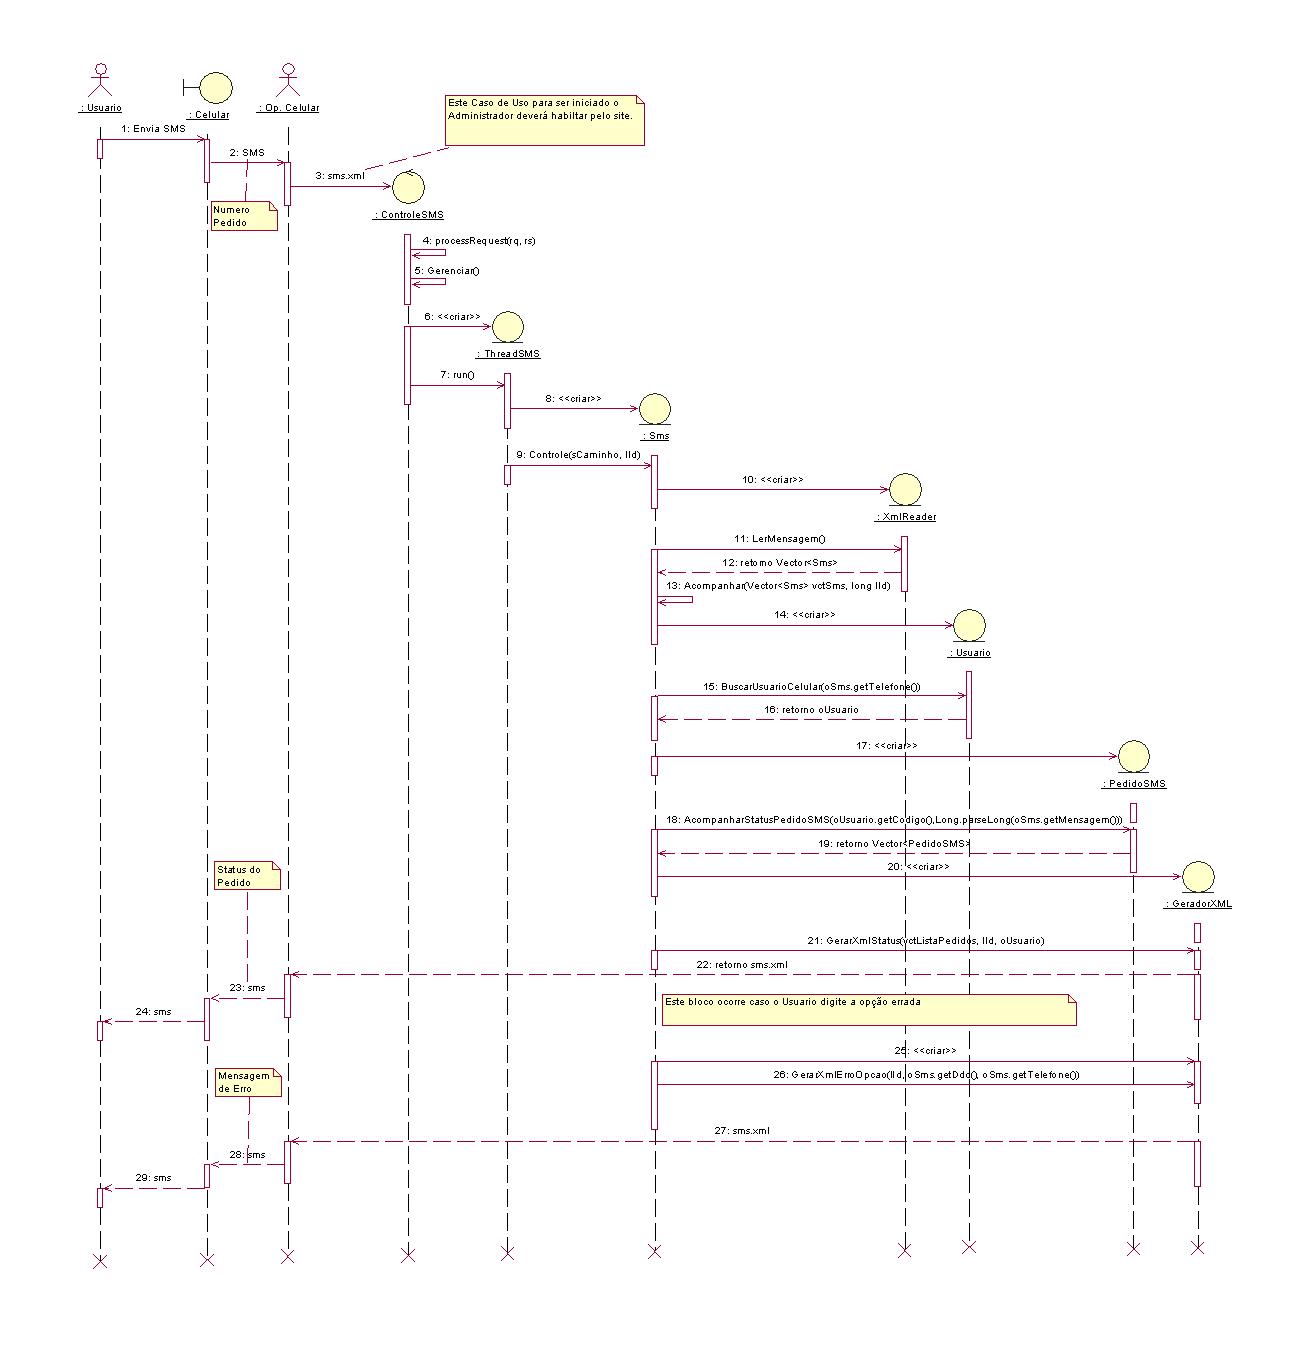 : Usuario
: Celular
: Op. Celular
Este Caso de Uso para ser iniciado o
Administrador deverá habiltar pelo site.
1: Envia SMS
2: SMS
3: sms.xml
Numero
Pedido
: ControleSMS
4: processRequest(rq, rs)
5: Gerenciar()
6: <<criar>>
: ThreadSMS
7: run()
8: <<criar>>
: Sms
9: Controle(sCaminho, lId)
10: <<criar>>
: XmlReader
11: LerMensagem()
12: retorno Vector<Sms>
13: Acompanhar(Vector<Sms> vctSms, long lId)
14: <<criar>>
: Usuario
15: BuscarUsuarioCelular(oSms.getTelefone())
16: retorno oUsuario
17: <<criar>>
: PedidoSMS
18: AcompanharStatusPedidoSMS(oUsuario.getCodigo(),Long.parseLong(oSms.getMensagem()))
19: retorno Vector<PedidoSMS>
20: <<criar>>
Status do
Pedido
: GeradorXML
21: GerarXmlStatus(vctListaPedidos, lId, oUsuario)
22: retorno sms.xml
23: sms
24: sms
Este bloco ocorre caso o Usuario digite a opção errada
25: <<criar>>
26: GerarXmlErroOpcao(lId, oSms.getDdd(), oSms.getTelefone())
Mensagem
de Erro
27: sms.xml
28: sms
29: sms